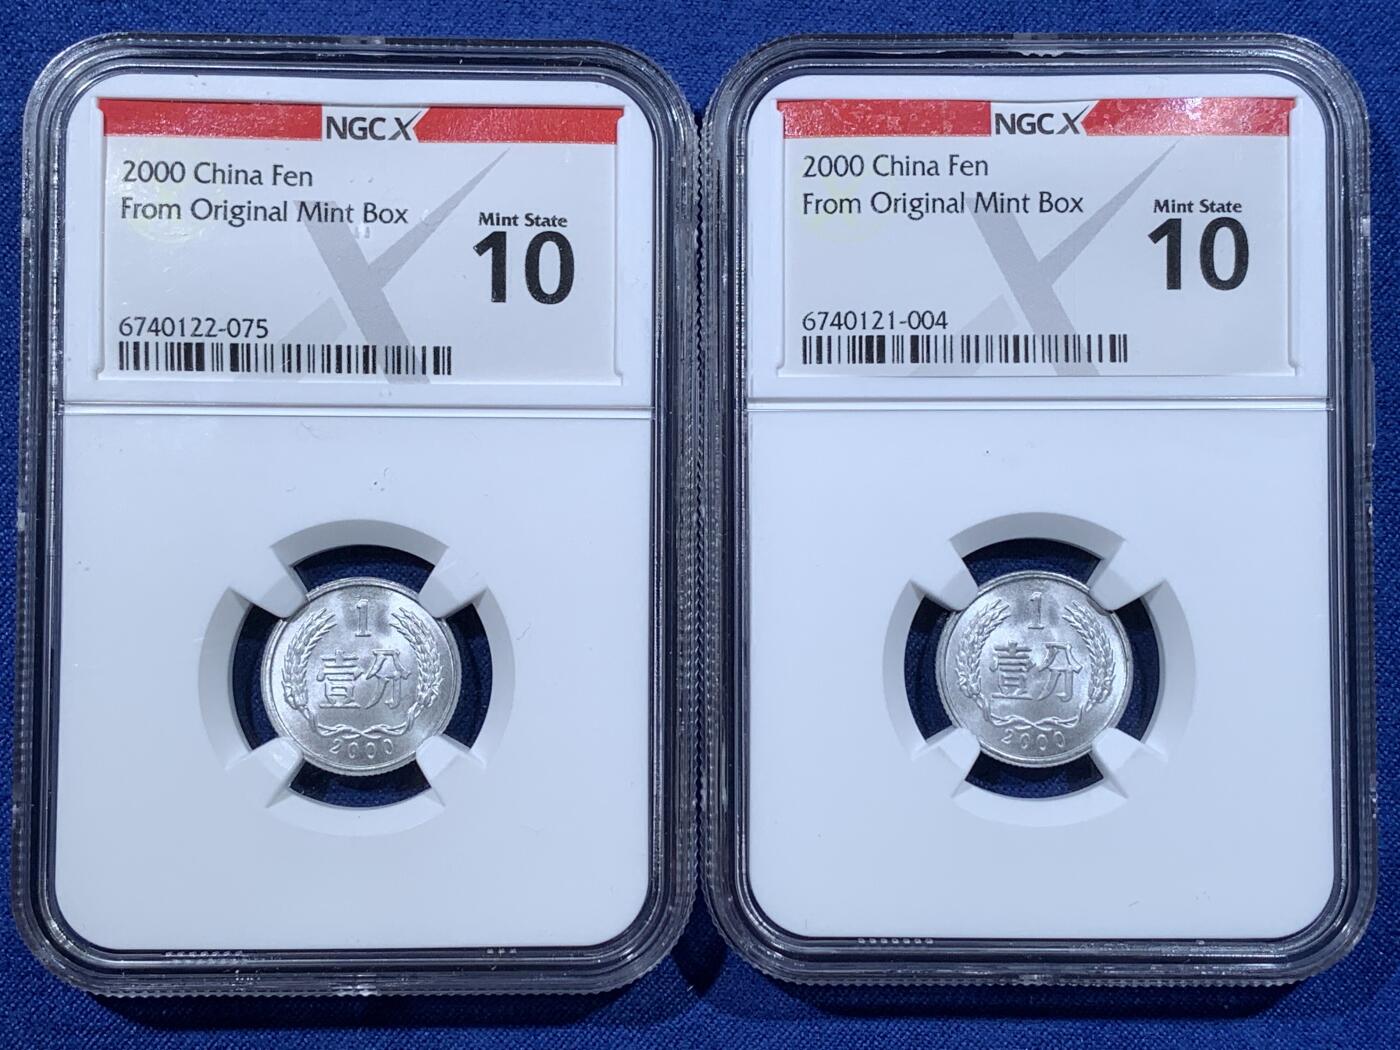 NGCX
2000 China Fen
From Original Mint Box
Mint State
10
6740122-075
1
壹分
2000
NGCX
2000 China Fen
From Original Mint Box
Mint State
10
6740121-004
1
壹分
2000